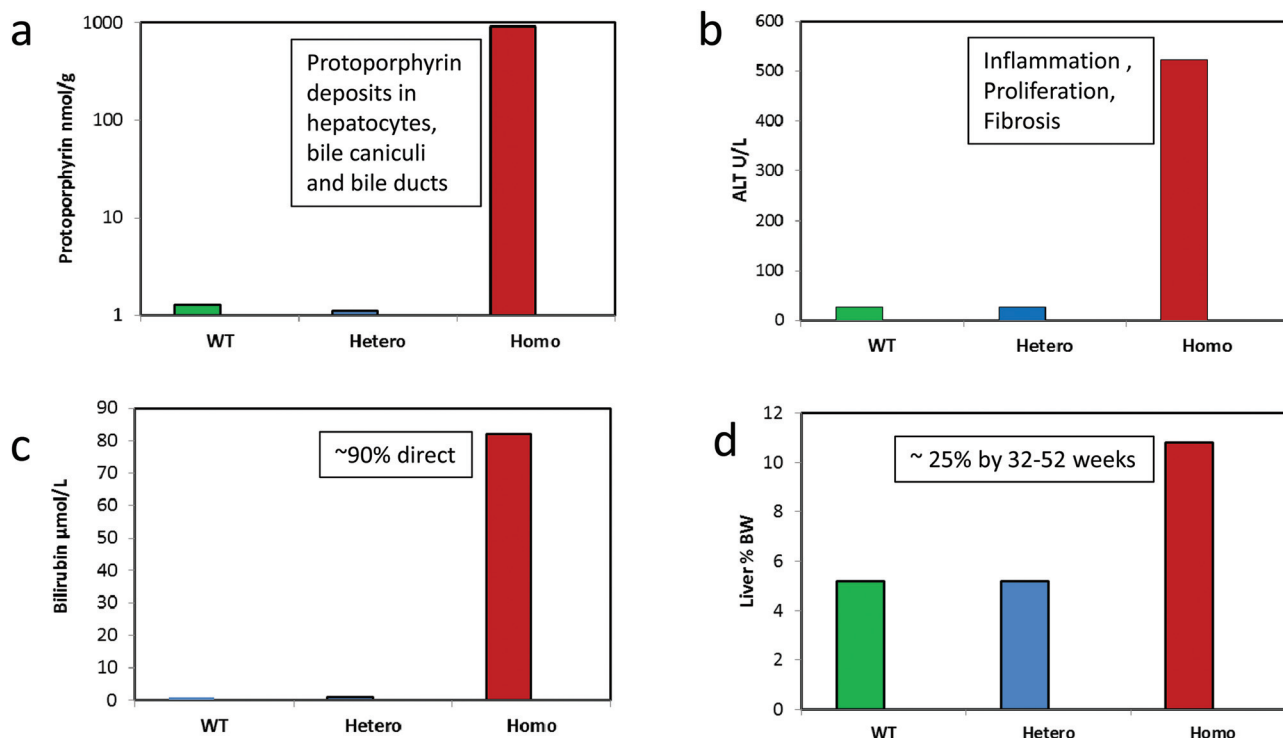 a
Protoporphyrin nmol/g
1000
100
10
1
Protoporphyrin
deposits in
hepatocytes,
bile caniculi
and bile ducts
WT Hetero Homo
b
ALT U/L
600
500
400
300
200
100
0
Inflammation ,
Proliferation,
Fibrosis
WT Hetero Homo
c
Bilirubin µmol/L
90
80
70
60
50
40
30
20
10
0
~90% direct
WT Hetero Homo
d
Liver % BW
12
10
8
6
4
2
0
~ 25% by 32-52 weeks
WT Hetero Homo